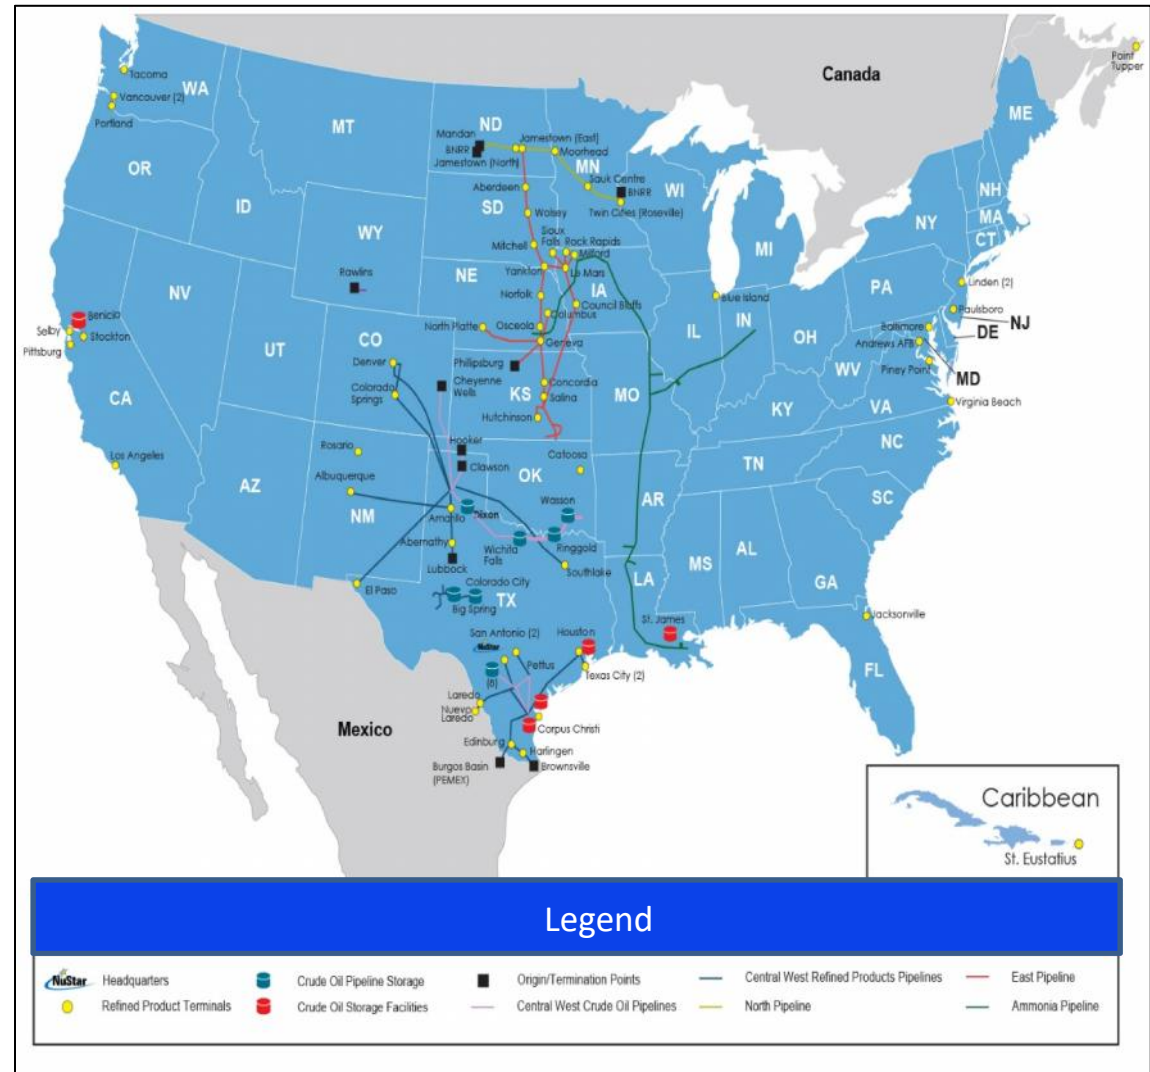 Canada
Point
Tupper
Tacoma
WA
Vancouver (2)
Portland
MT
ND
Mandan
BNRR
Jamestown (East)
Jamestown (North)
Moorhead
MN
ME
OR
ID
Aberdeen
SD
Wolsey
Sauk Centre
BNRR
Twin Cities (Roseville)
WI
MI
NY
NH
MA
CT
WY
Rawlins
Mitchell
Sioux
Falls
Rock Rapids
Milford
Yankton
Le Mars
NE
IA
Norfolk
Council Bluffs
Columbus
North Platte
Osceola
Geneva
Blue Island
PA
Linden (2)
Paulsboro
NJ
Baltimore
DE
Andrews AFB
Piney Point
MD
NV
Benicia
Selby
Stockton
Pittsburg
UT
CO
Denver
Colorado
Springs
Phillipsburg
Cheyenne
Wells
KS
Concordia
Salina
Hutchinson
MO
IL
IN
OH
WV
VA
Virginia Beach
KY
CA
Los Angeles
AZ
Rosario
Albuquerque
NM
Hooker
Clawson
OK
Catoosa
AR
TN
NC
SC
Amarillo
Dixon
Wasson
Abernathy
Wichita
Falls
Ringgold
Lubbock
Southlake
El Paso
Colorado City
Big Spring
TX
LA
MS
AL
GA
Jacksonville
FL
San Antonio (2)
NuStar
Houston
St. James
Pettus
(6)
Texas City (2)
Laredo
Nuevo
Laredo
Corpus Christi
Mexico
Edinburg
Harlingen
Burgos Basin
(PEMEX)
Brownsville
Caribbean
St. Eustatius
Legend
NuStar Headquarters
Crude Oil Pipeline Storage
Origin/Termination Points
Central West Refined Products Pipelines
East Pipeline
Refined Product Terminals
Crude Oil Storage Facilities
Central West Crude Oil Pipelines
North Pipeline
Ammonia Pipeline